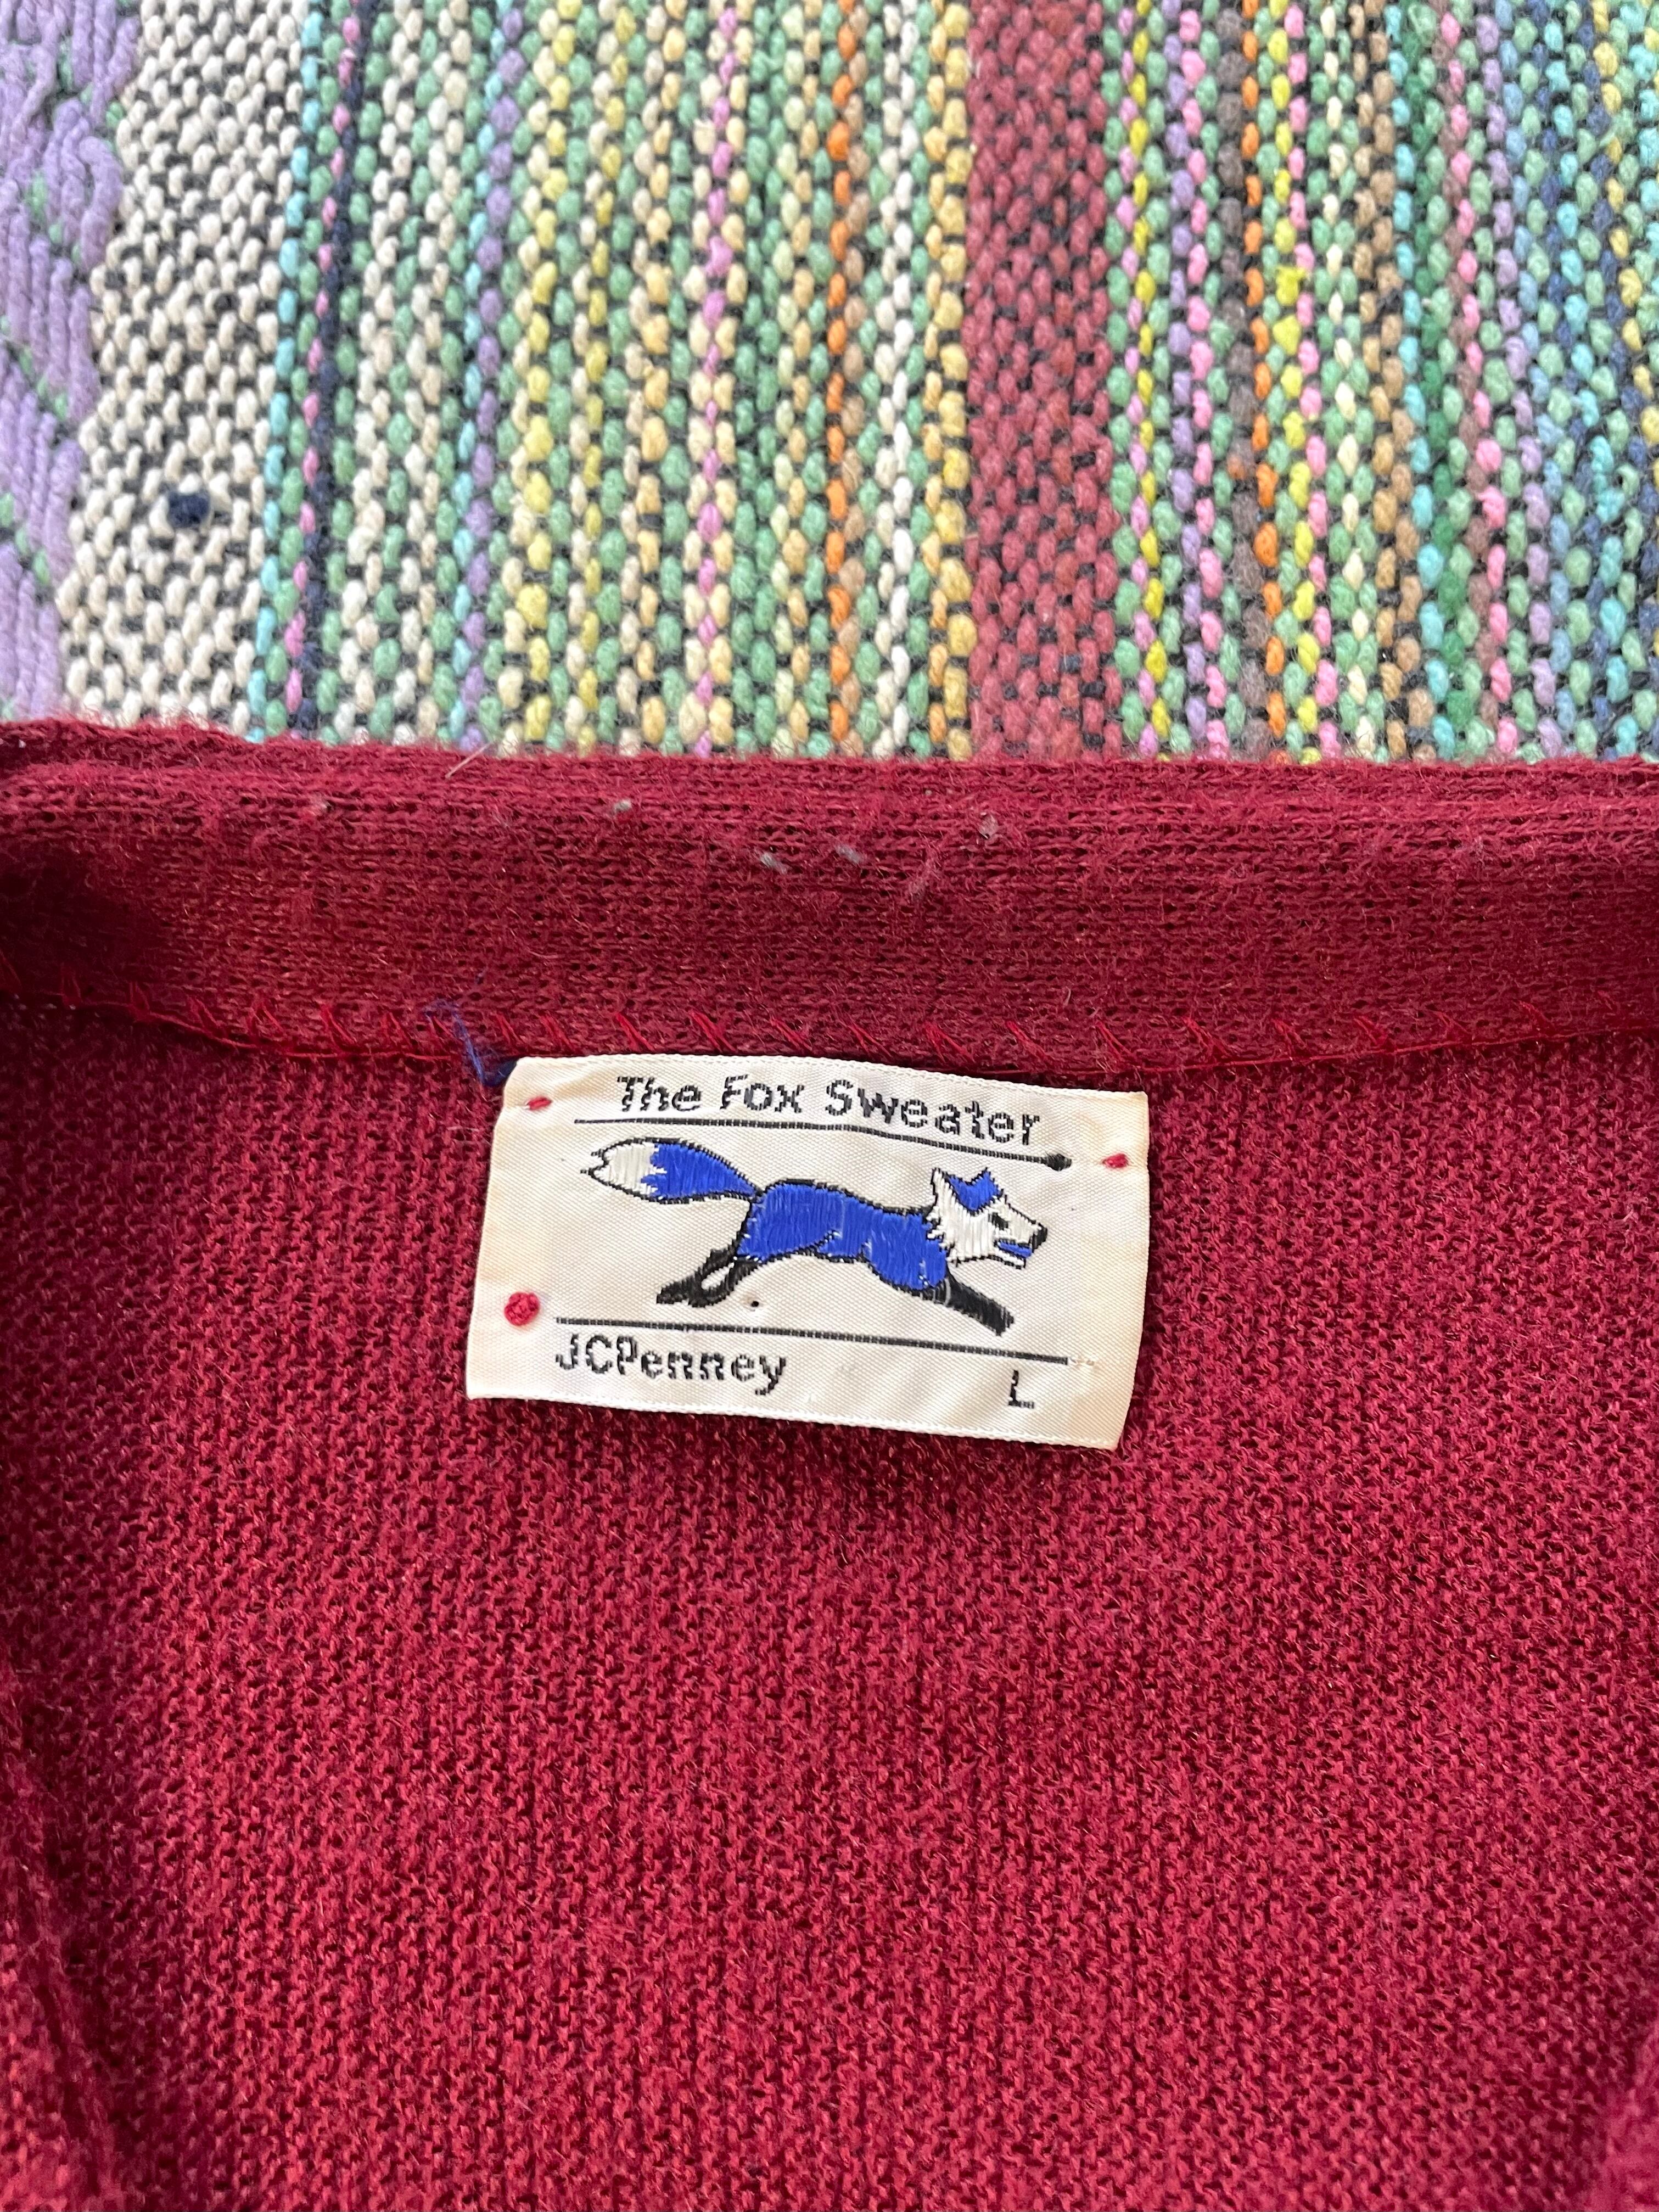 The Fox Sweater
JCPenney L